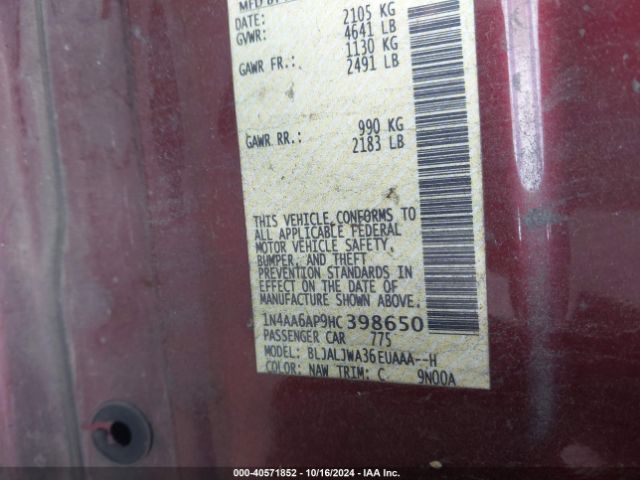 MFD B
DATE: 2105 KG
GVWR: 4641 LB
1130 KG
GAWR FR.: 2491 LB
990 KG
GAWR RR.: 2183 LB
THIS VEHICLE CONFORMS TO
ALL APPLICABLE FEDERAL
MOTOR VEHICLE SAFETY,
BUMPER, AND THEFT
PREVENTION STANDARDS IN
EFFECT ON THE DATE OF
MANUFACTURE SHOWN ABOVE.
1N4AA6AP9HC398650
PASSENGER CAR 775
MODEL: BLJALJWA36EUAAA--H
COLOR: NAW TRIM: C 9N00A
000-40571852 | 10/16/2024 - IAA Inc.